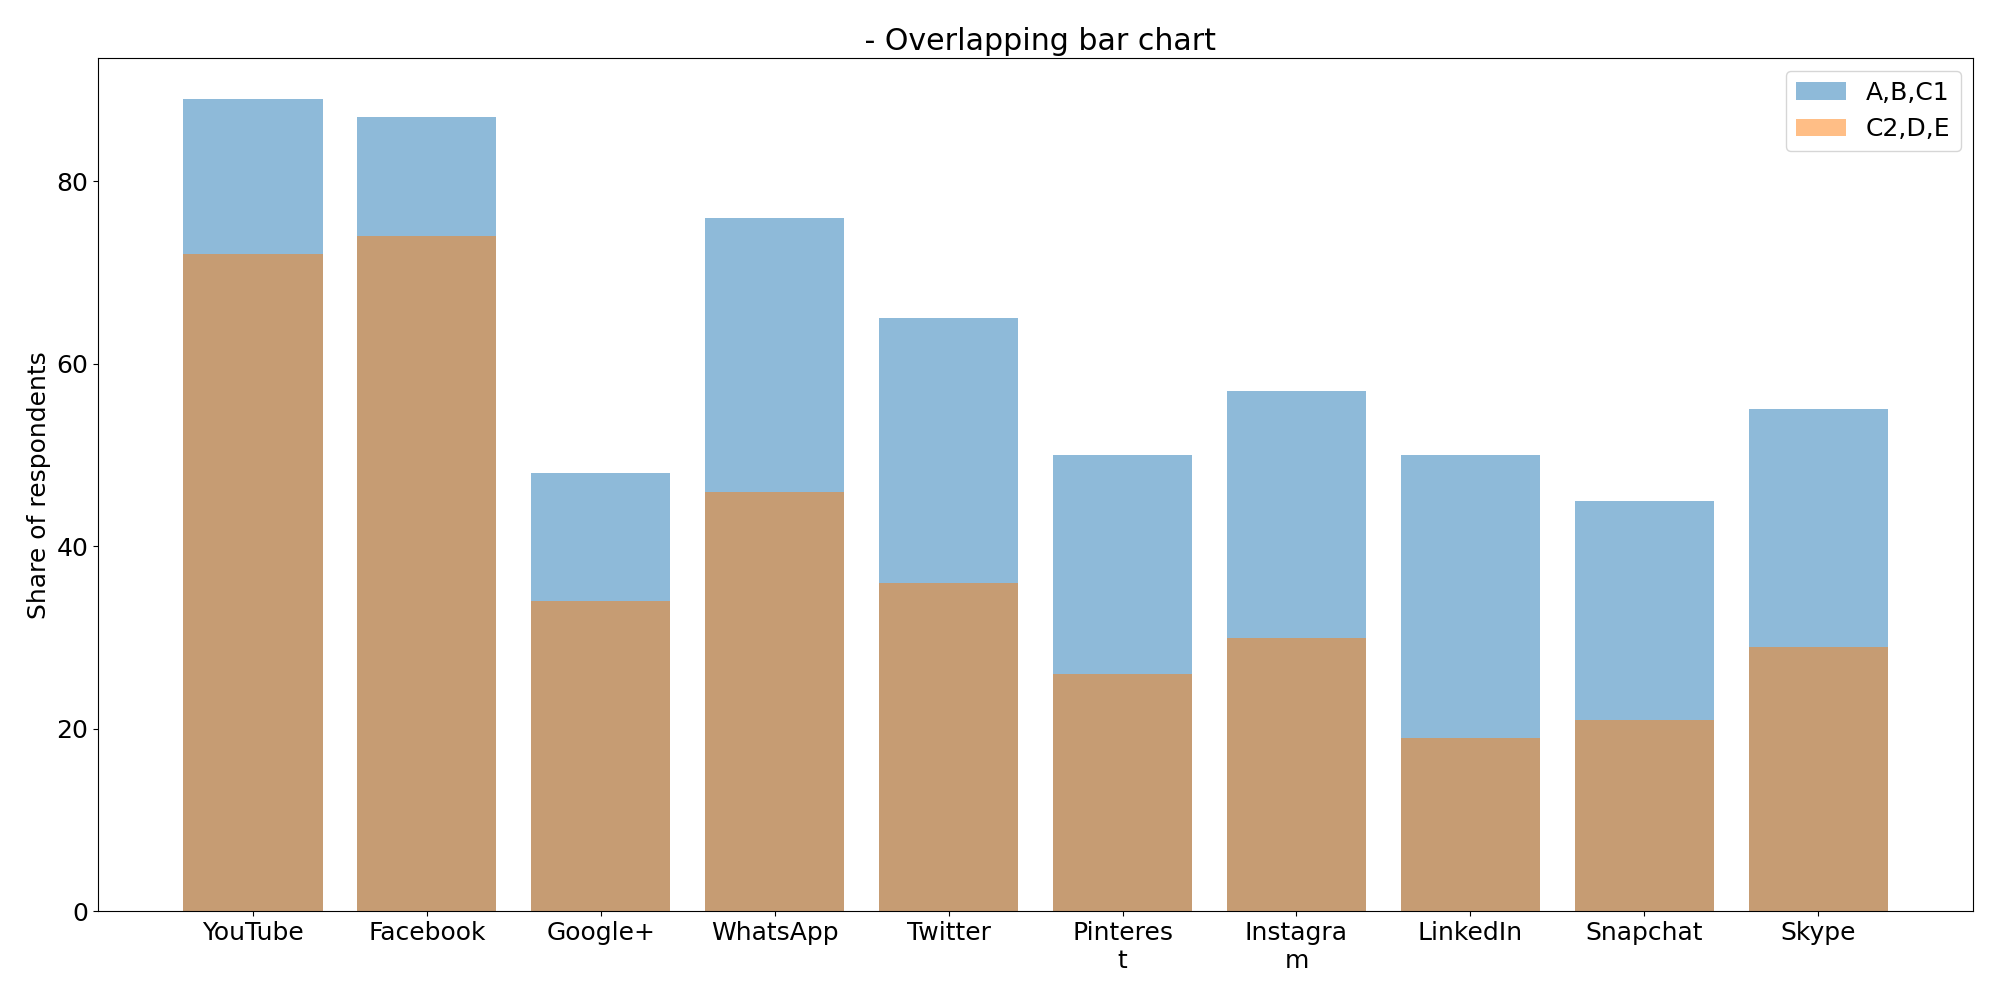 - Overlapping bar chart
A,B,C1
C2,D,E
Share of respondents
80
60
40
20
0
YouTube
Facebook
Google+
WhatsApp
Twitter
Pinteres
t
Instagra
m
LinkedIn
Snapchat
Skype